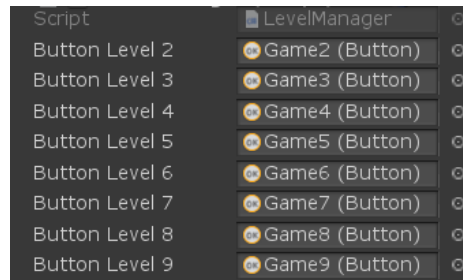 Script LevelManager
Button Level 2 Game2 (Button)
Button Level 3 Game3 (Button)
Button Level 4 Game4 (Button)
Button Level 5 Game5 (Button)
Button Level 6 Game6 (Button)
Button Level 7 Game7 (Button)
Button Level 8 Game8 (Button)
Button Level 9 Game9 (Button)